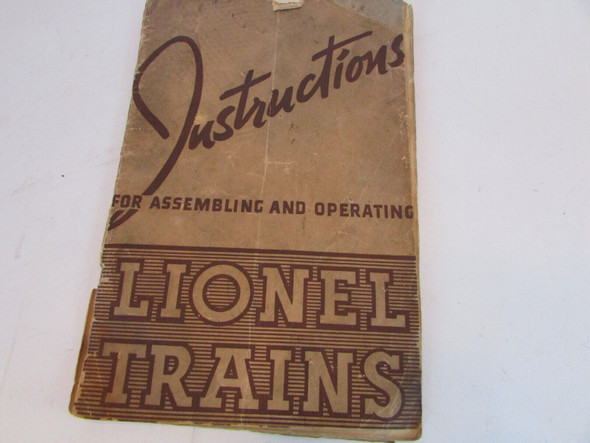 Instructions
FOR ASSEMBLING AND OPERATING
LIONEL
TRAINS